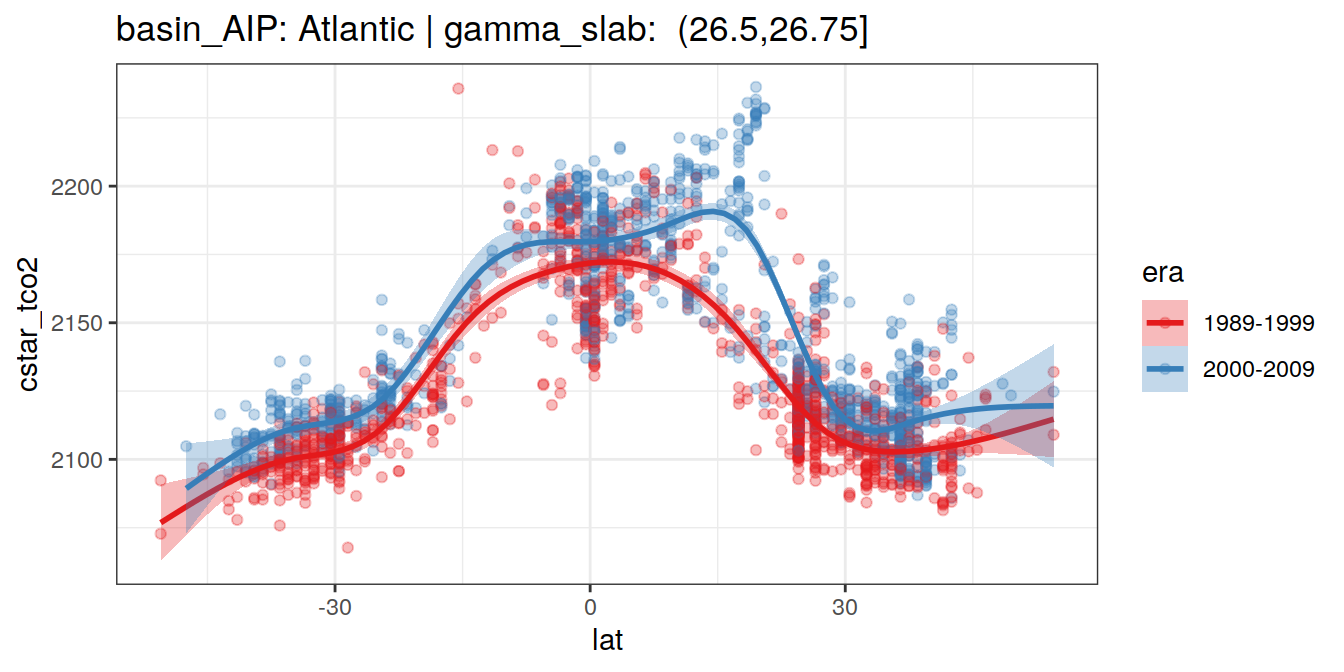 basin_AIP: Atlantic | gamma_slab:  (26.5,26.75]
cstar_tco2
2200
2150
2100
-30 0 30
lat
era
1989-1999
2000-2009